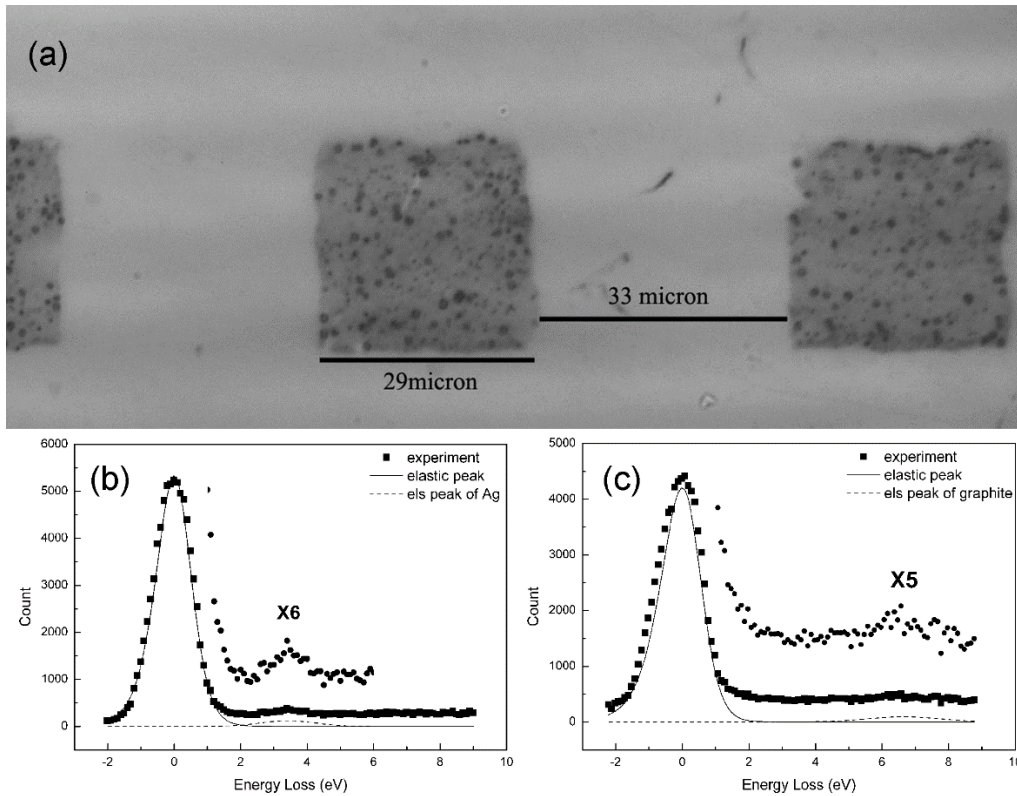 (a)
33 micron
29micron
(b)
experiment
elastic peak
els peak of Ag
X6
6000
5000
4000
3000
2000
1000
0
Count
-2 0 2 4 6 8 10
Energy Loss (eV)
(c)
experiment
elastic peak
els peak of graphite
X5
5000
4000
3000
2000
1000
0
Count
-2 0 2 4 6 8 10
Energy Loss (eV)